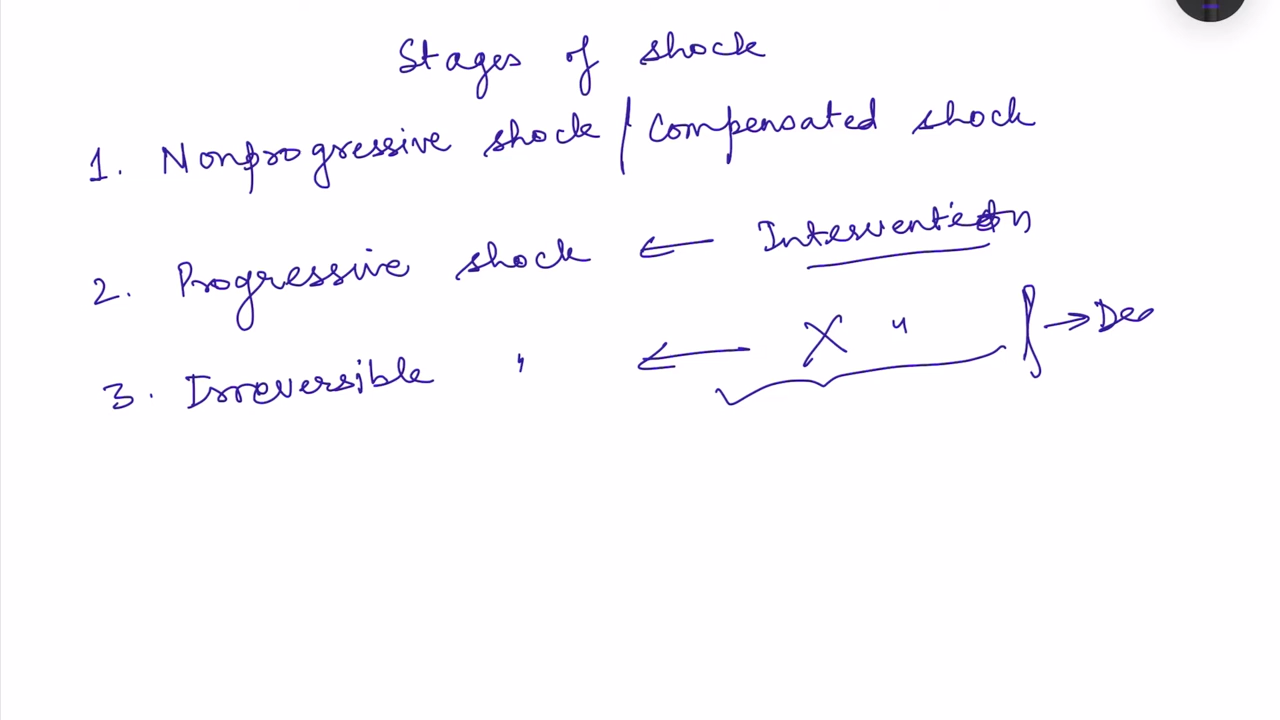 Stages of shock
1. Nonprogressive shock / Compensated shock
2. Progressive shock ← Intervention
3. Irreversible " ← X " } → Dea